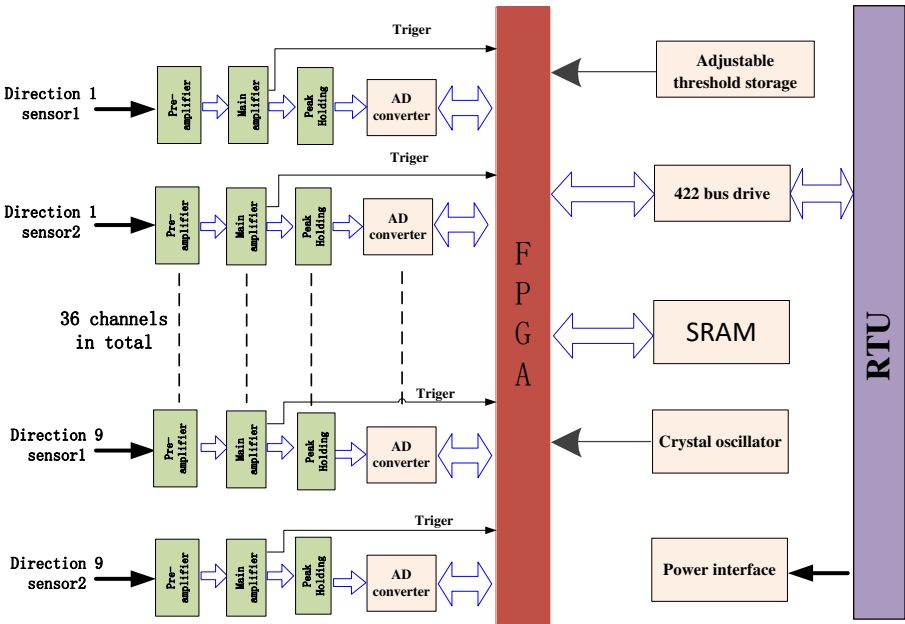 Triger
Direction 1
sensor1
Pre-
amplifier
Main
amplifier
Peak
Holding
AD
converter
Triger
Direction 1
sensor2
Pre-
amplifier
Main
amplifier
Peak
Holding
AD
converter
36 channels
in total
Triger
Direction 9
sensor1
Pre-
amplifier
Main
amplifier
Peak
Holding
AD
converter
Triger
Direction 9
sensor2
Pre-
amplifier
Main
amplifier
Peak
Holding
AD
converter
F
P
G
A
Adjustable
threshold storage
422 bus drive
SRAM
Crystal oscillator
Power interface
RTU